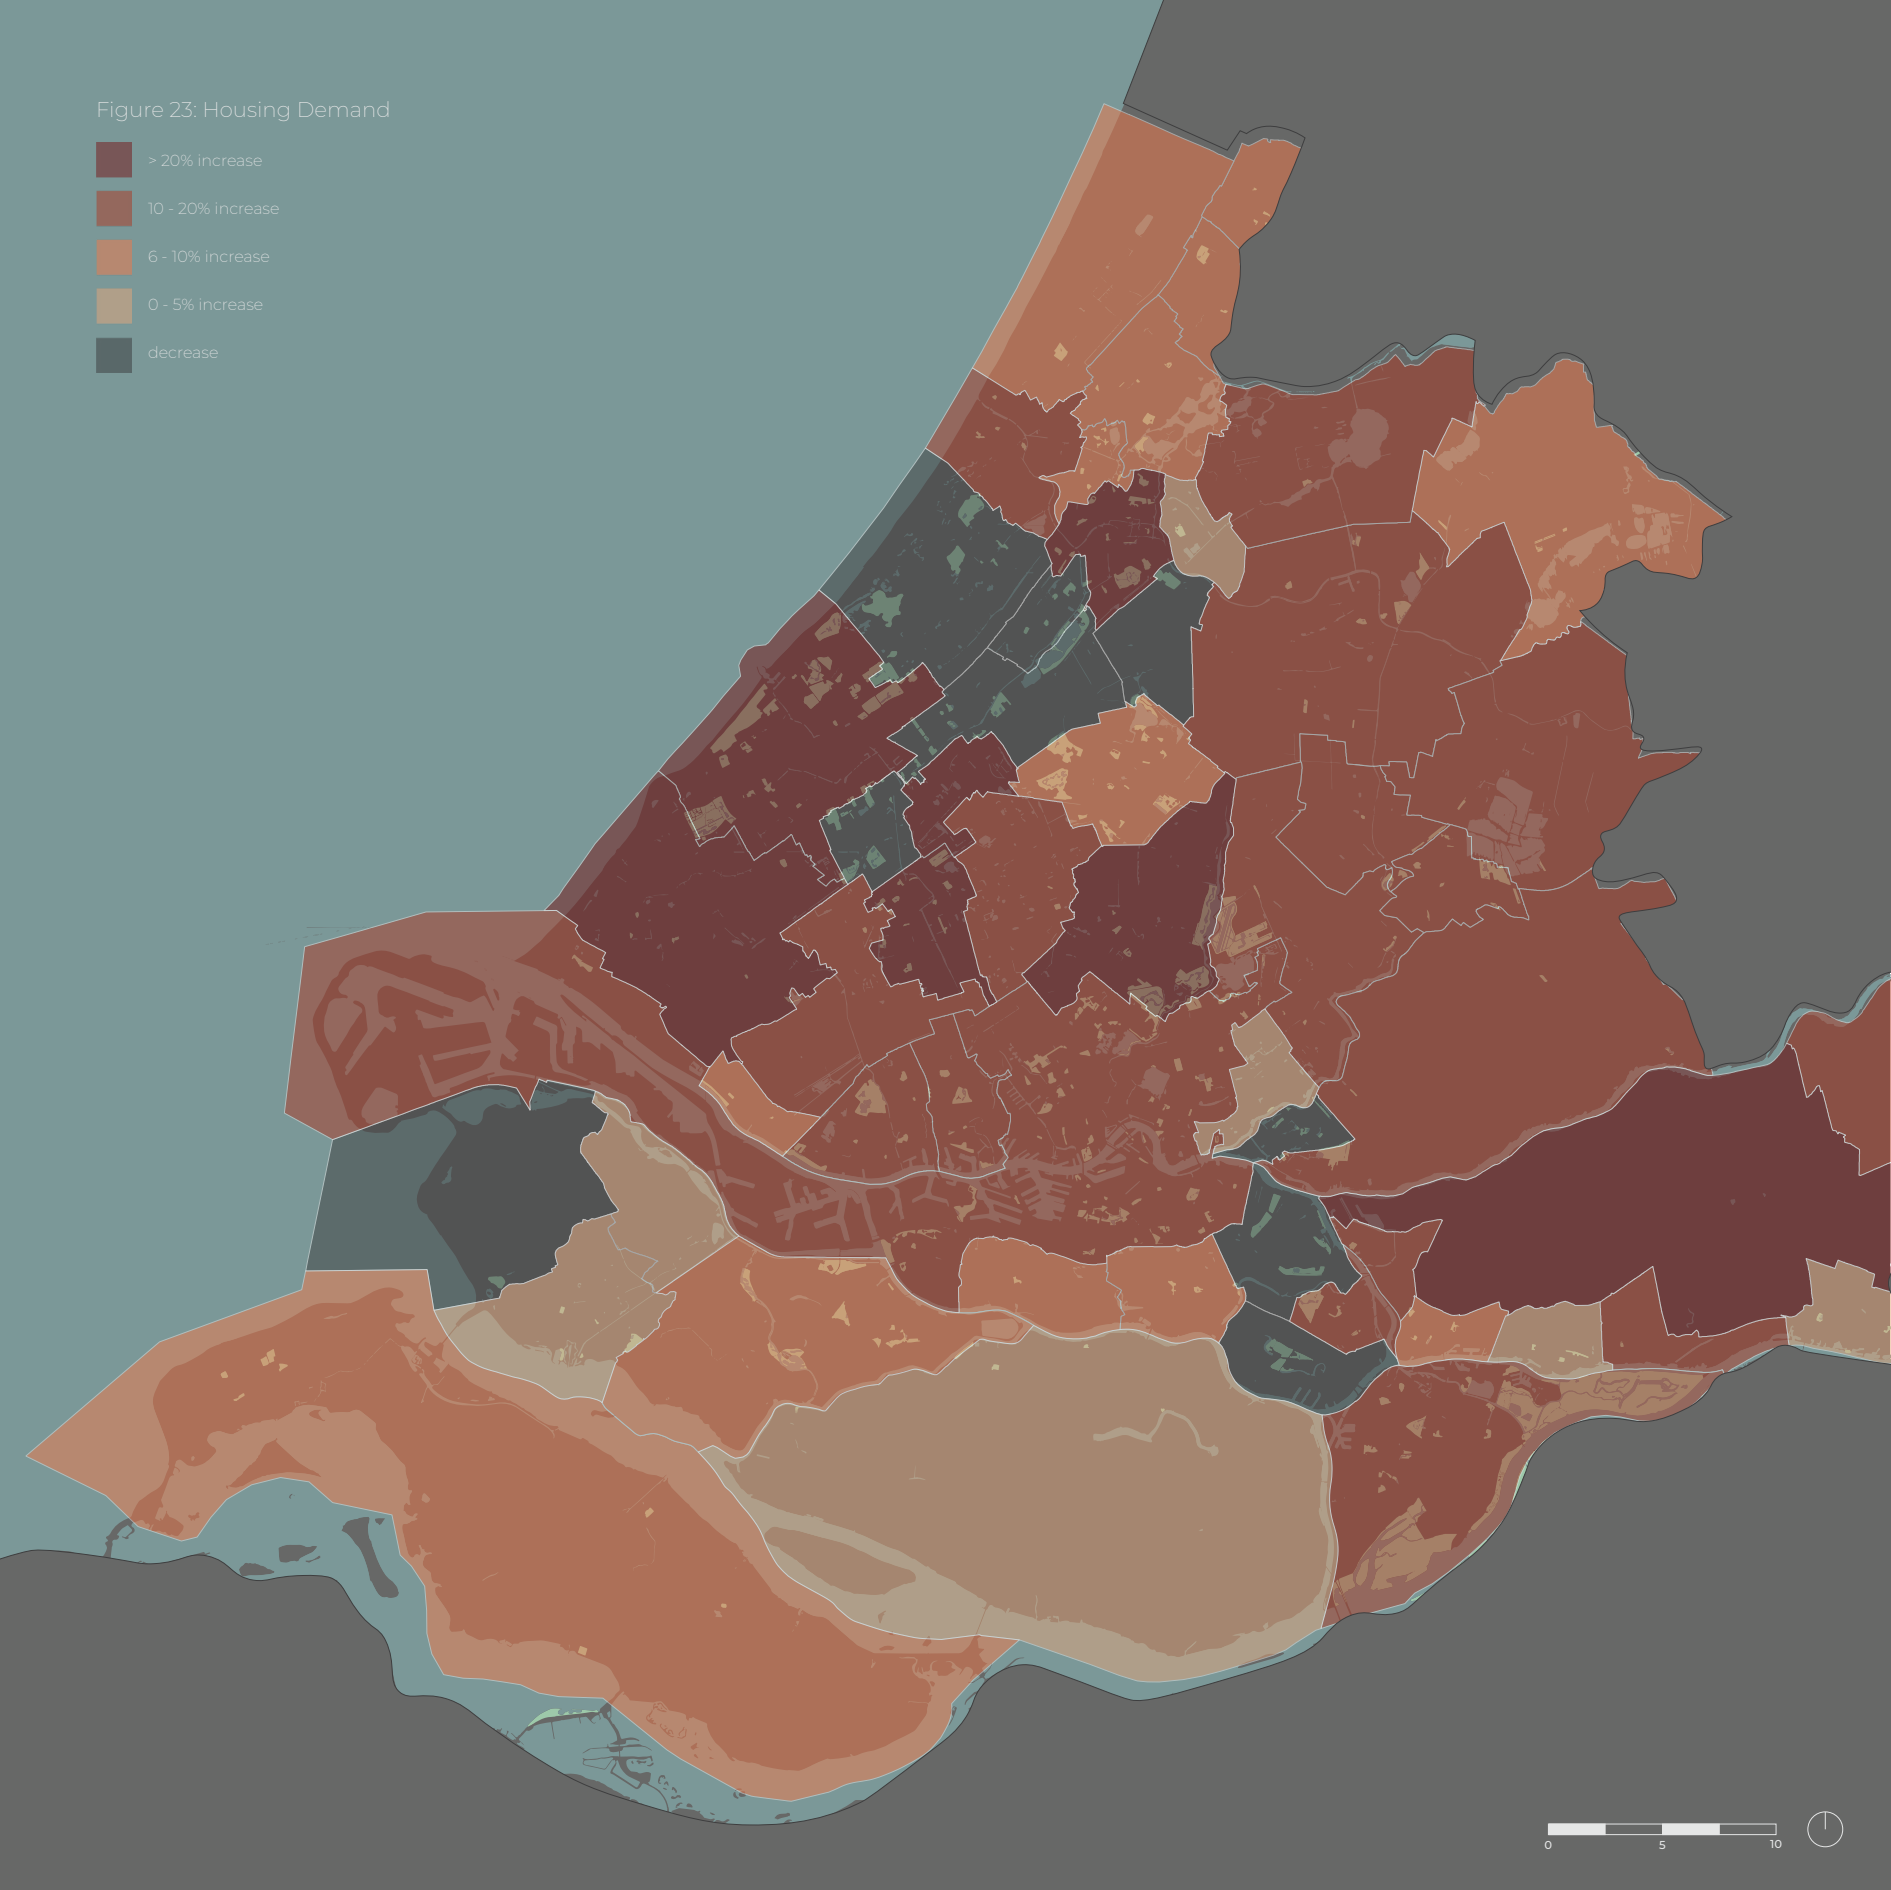 Figure 23: Housing Demand
> 20% increase
10 - 20% increase
6 - 10% increase
0 - 5% increase
decrease
0 5 10